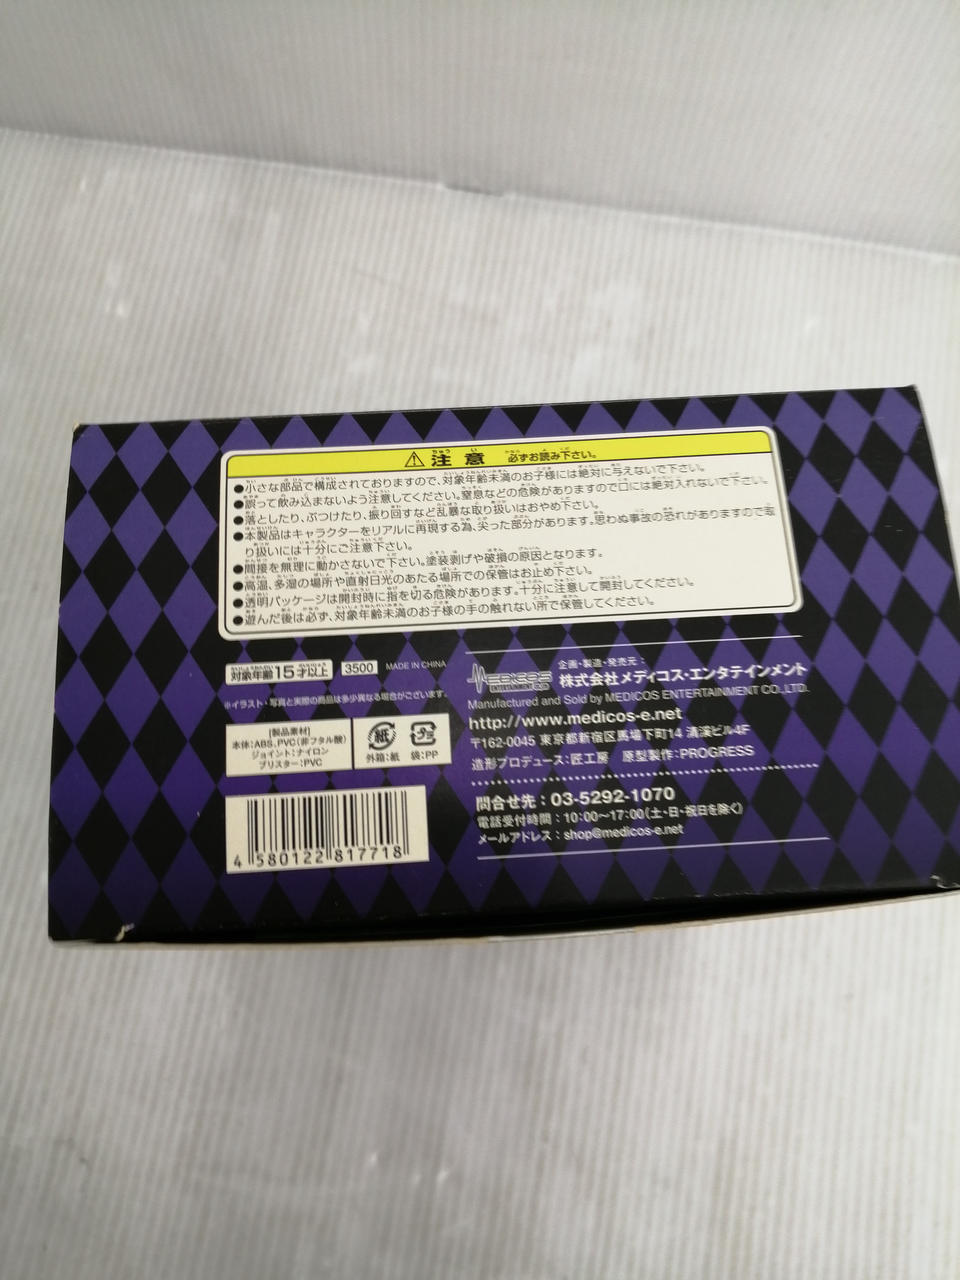 ⚠注意 必ずお読み下さい。
●小さな部品で構成されておりますので、対象年齢未満のお子様には絶対に与えないで下さい。
●誤って飲み込まないよう注意してください。窒息などの危険がありますので口には絶対入れないで下さい。
●落としたり、ぶつけたり、振り回すなど乱暴な取り扱いはおやめ下さい。
●本製品はキャラクターをリアルに再現する為、尖った部分があります。思わぬ事故の恐れがありますので取
り扱いには十分にご注意下さい。
●間接を無理に動かさないで下さい。塗装剥げや破損の原因となります。
●高温、多湿の場所や直射日光のあたる場所での保管はお止め下さい。
●透明パッケージは開封時に指を切る危険があります。十分に注意して開封してください。
●遊んだ後は必ず、対象年齢未満のお子様の手の触れない所で保管してください。
対象年齢15才以上 3500 MADE IN CHINA
※イラスト・写真と実際の商品は多少異なる場合がございます。
[製品素材]
本体:ABS、PVC(非フタル酸)
ジョイント:ナイロン
ブリスター:PVC
紙
外箱:紙
プラ
袋:PP
4 580122 817718
MEDICOS
ENTERTAINMENT
企画・製造・発売元:
株式会社メディコス・エンタテインメント
Manufactured and Sold by MEDICOS ENTERTAINMENT CO.,LTD.
http://www.medicos-e.net
〒162-0045 東京都新宿区馬場下町14 清渓ビル4F
造形プロデュース:匠工房 原型製作:PROGRESS
問合せ先:03-5292-1070
電話受付時間:10:00〜17:00(土・日・祝日を除く)
メールアドレス:shop@medicos-e.net